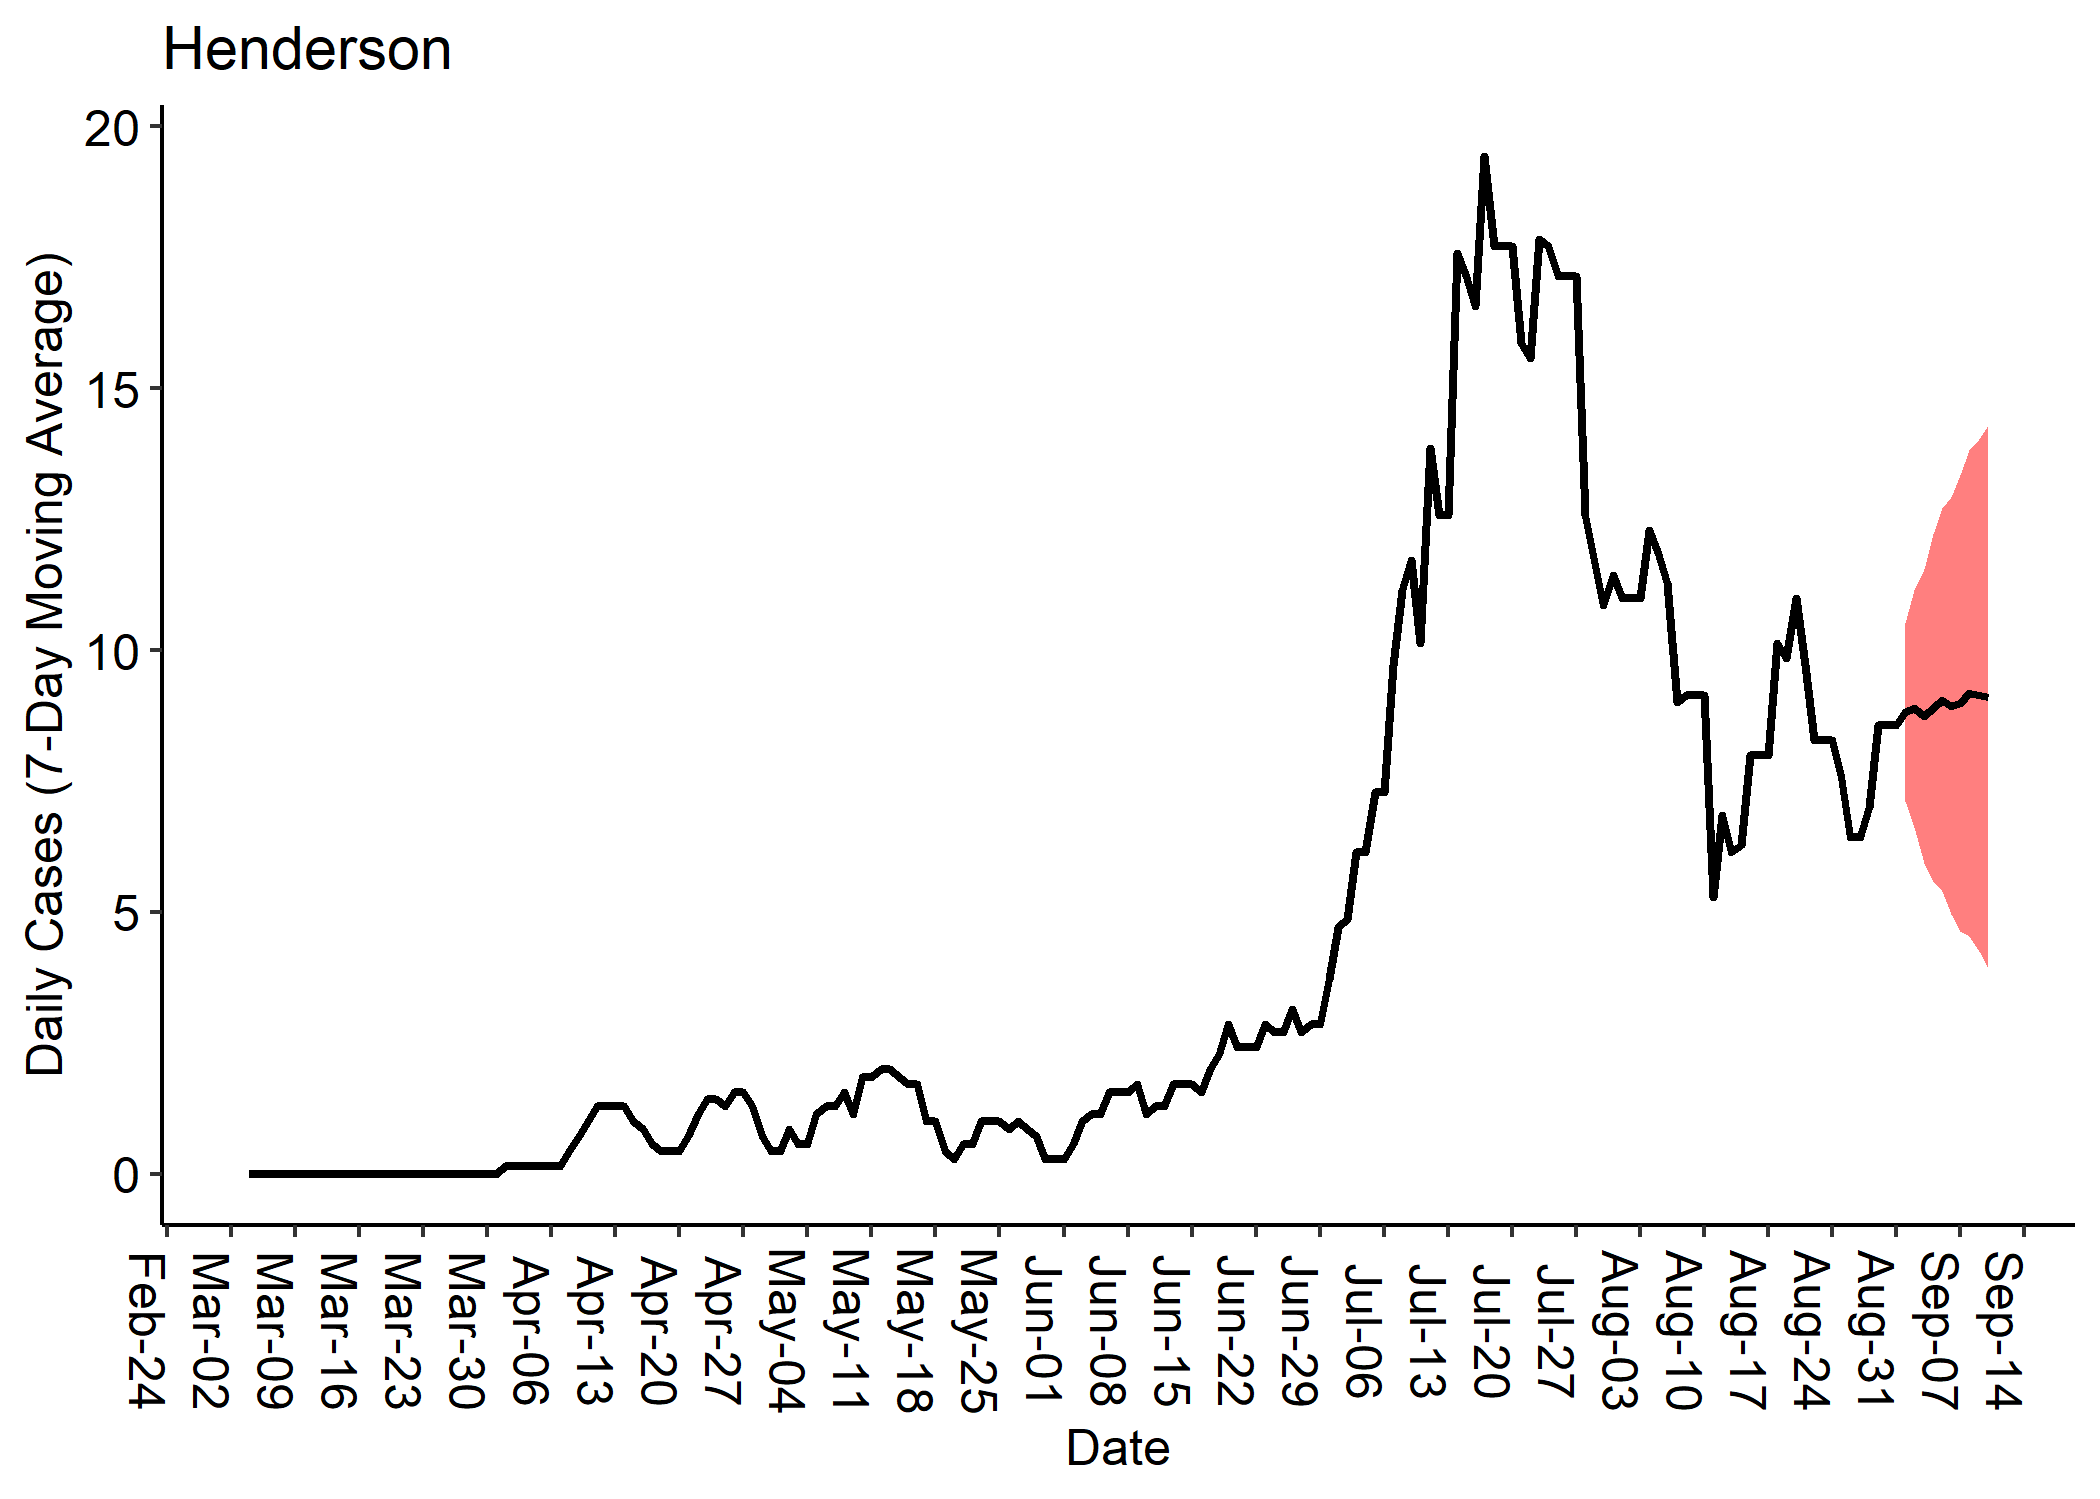 Henderson
Daily Cases (7-Day Moving Average)
20
15
10
5
0
Feb-24
Mar-02
Mar-09
Mar-16
Mar-23
Mar-30
Apr-06
Apr-13
Apr-20
Apr-27
May-04
May-11
May-18
May-25
Jun-01
Jun-08
Jun-15
Jun-22
Jun-29
Jul-06
Jul-13
Jul-20
Jul-27
Aug-03
Aug-10
Aug-17
Aug-24
Aug-31
Sep-07
Sep-14
Date